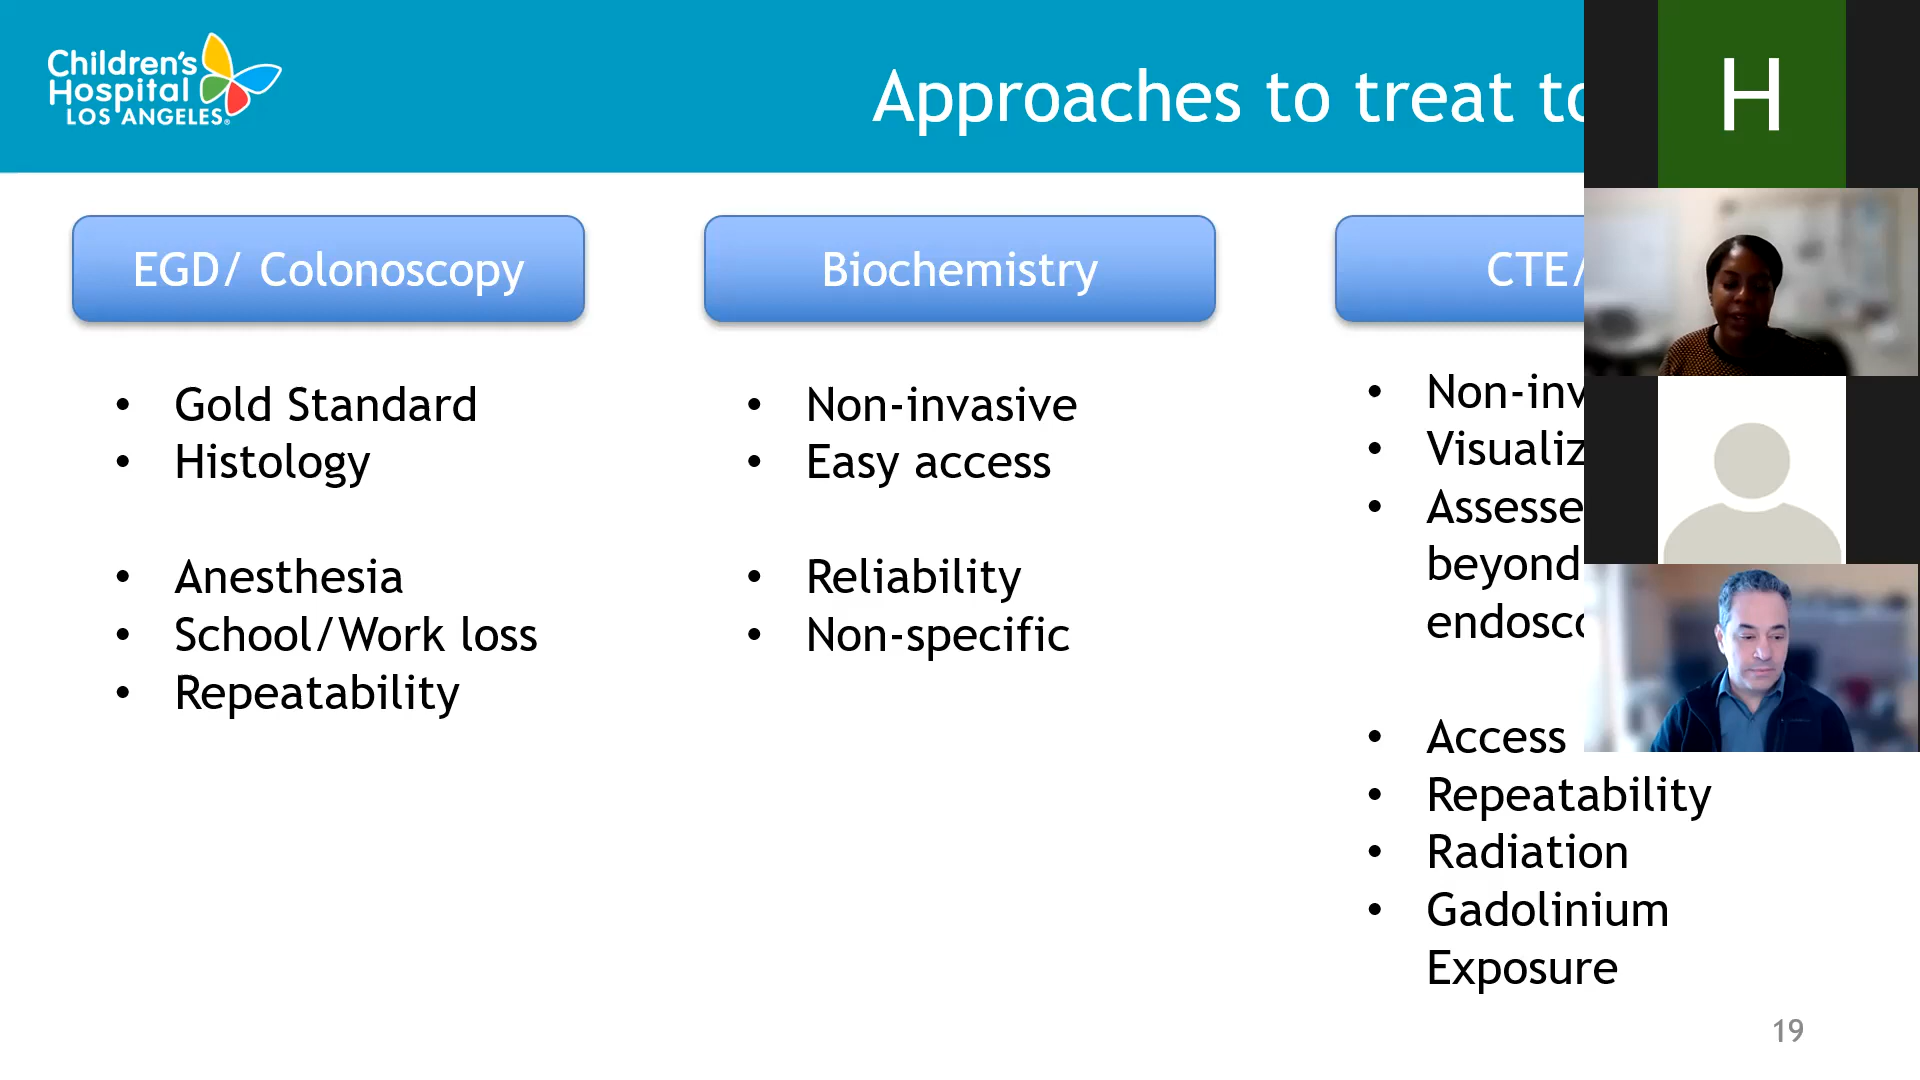 Children's
Hospital
LOS ANGELES
Approaches to treat
H
EGD/ Colonoscopy
Gold Standard
Histology
Anesthesia
School/Work loss
Repeatability
Biochemistry
Non-invasive
Easy access
Reliability
Non-specific
CTE/
Access
Repeatability
Radiation
Gadolinium
Exposure
beyond
19